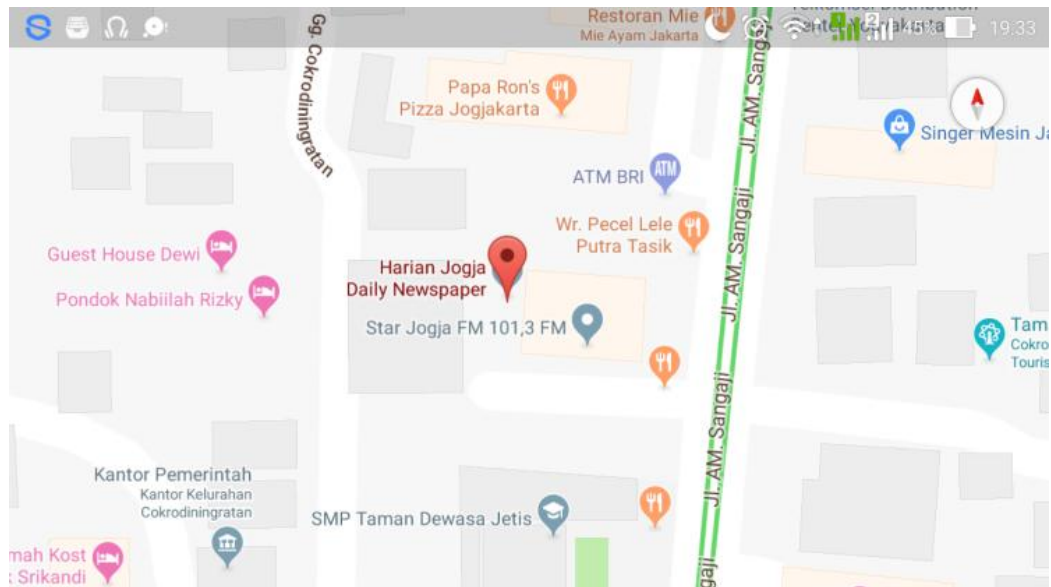 Restoran Mie
Mie Ayam Jakarta
45%
19.33
Gg. Cokrodiningratan
Papa Ron's
Pizza Jogjakarta
Jl. AM. Sangaji
Singer Mesin Ja
ATM BRI
ATM
Wr. Pecel Lele
Putra Tasik
Jl. AM. Sangaji
Guest House Dewi
Harian Jogja
Daily Newspaper
Pondok Nabiilah Rizky
Star Jogja FM 101,3 FM
Tam
Cokro
Touris
Jl. AM. Sangaji
Kantor Pemerintah
Kantor Kelurahan
Cokrodiningratan
SMP Taman Dewasa Jetis
mah Kost
k Srikandi
gaji